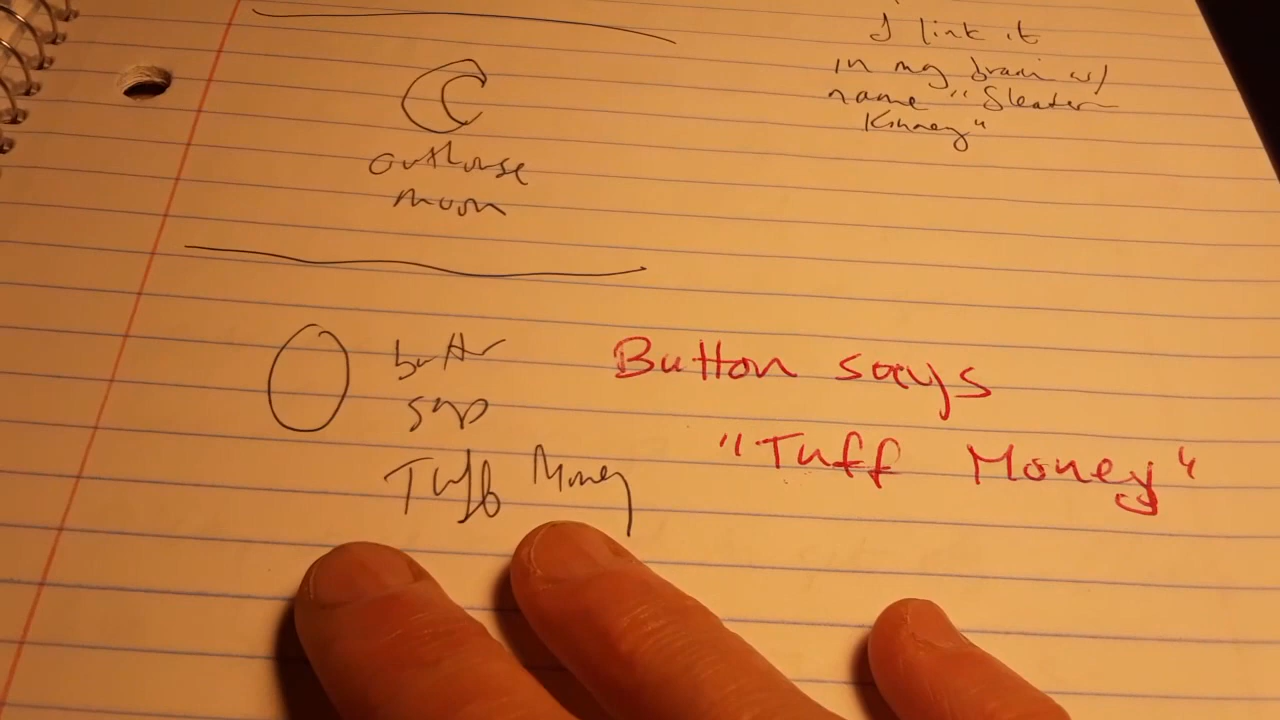 I link it
in my brain w/
name "Sleater
Kinney"
outhouse
moon
button
says
Tuff Money
Button says
"Tuff Money"